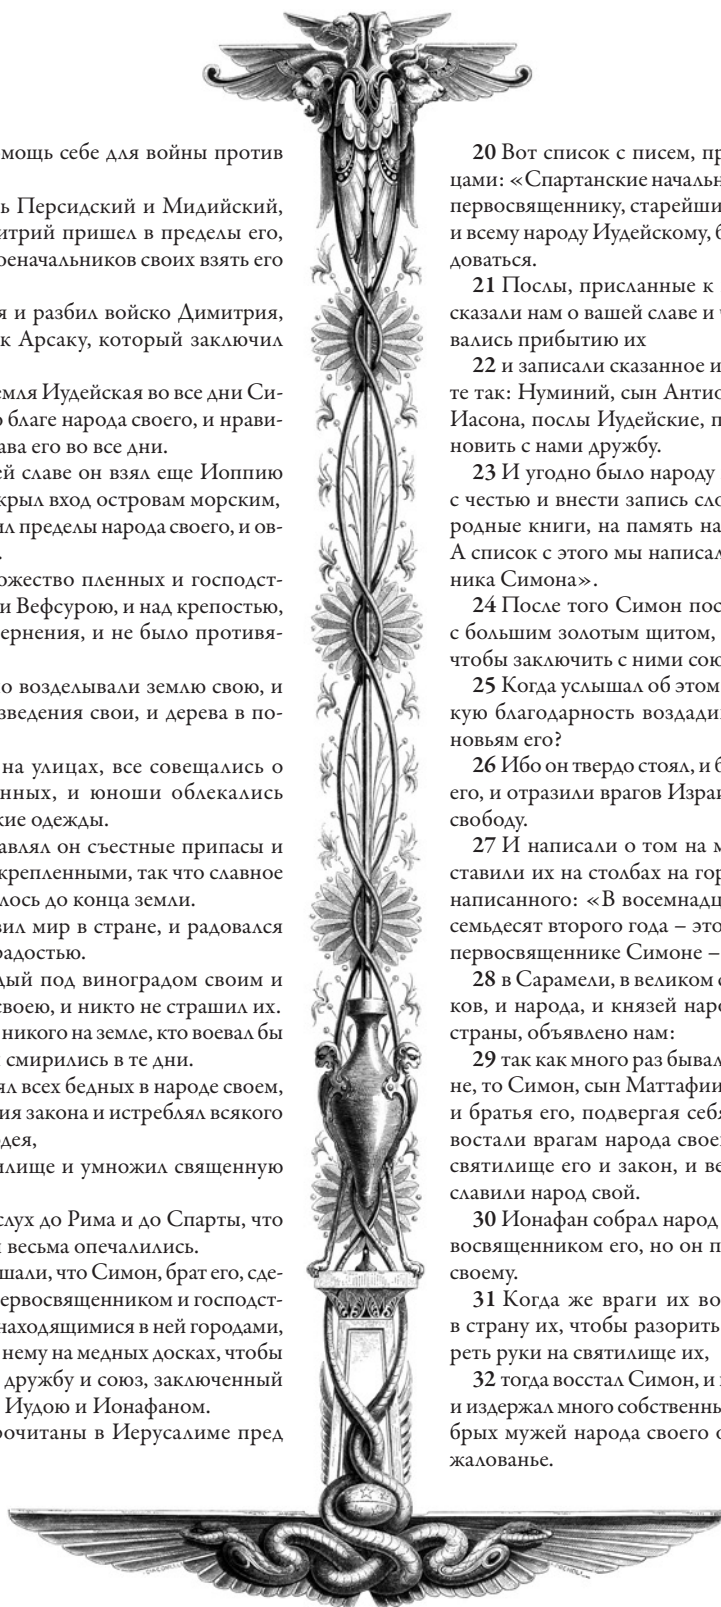 мощь себе для войны против
ь Персидский и Мидийский,
итрий пришел в пределы его,
оеначальников своих взять его
я и разбил войско Димитрия,
к Арсаку, который заключил
емля Иудейская во все дни Си-
о благе народа своего, и нрави-
ава его во все дни.
ей славе он взял еще Иоппию
крыл вход островам морским,
ил пределы народа своего, и ов-
.
ожество пленных и господст-
и Вефсурою, и над крепостью,
вернения, и не было противя-
о возделывали землю свою, и
зведения свои, и дерева в по-
на улицах, все совещались о
нных, и юноши облекались
кие одежды.
авлял он съестные припасы и
крепленными, так что славное
лось до конца земли.
вил мир в стране, и радовался
радостью.
дый под виноградом своим и
своею, и никто не страшил их.
никого на земле, кто воевал бы
и смирились в те дни.
ял всех бедных в народе своем,
ния закона и истреблял всякого
дея,
илище и умножил священную
слух до Рима и до Спарты, что
и весьма опечалились.
шали, что Симон, брат его, сде-
ервосвященником и господст-
находящимися в ней городами,
нему на медных досках, чтобы
дружбу и союз, заключенный
Иудою и Ионафаном.
рочитаны в Иерусалиме пред
20 Вот список с писем, пр
цами: «Спартанские начальн
первосвященнику, старейши
и всему народу Иудейскому, б
доваться.
21 Послы, присланные к
сказали нам о вашей славе и ч
вались прибытию их
22 и записали сказанное и
те так: Нуминий, сын Антио
Иасона, послы Иудейские, п
новить с нами дружбу.
23 И угодно было народу
с честью и внести запись сло
родные книги, на память на
А список с этого мы написал
ника Симона».
24 После того Симон пос
с большим золотым щитом,
чтобы заключить с ними сою
25 Когда услышал об этом
кую благодарность воздади
новьям его?
26 Ибо он твердо стоял, и б
его, и отразили врагов Израи
свободу.
27 И написали о том на м
ставили их на столбах на гор
написанного: «В восемнадц
семьдесят второго года – это
первосвященнике Симоне –
28 в Сарамели, в великом с
ков, и народа, и князей наро
страны, объявлено нам:
29 так как много раз бывал
не, то Симон, сын Маттафии
и братья его, подвергая себя
востали врагам народа свое
святилище его и закон, и ве
славили народ свой.
30 Ионафан собрал народ
восвященником его, но он п
своему.
31 Когда же враги их во
в страну их, чтобы разорить
реть руки на святилище их,
32 тогда восстал Симон, и
и издержал много собственны
брых мужей народа своего о
жалованье.